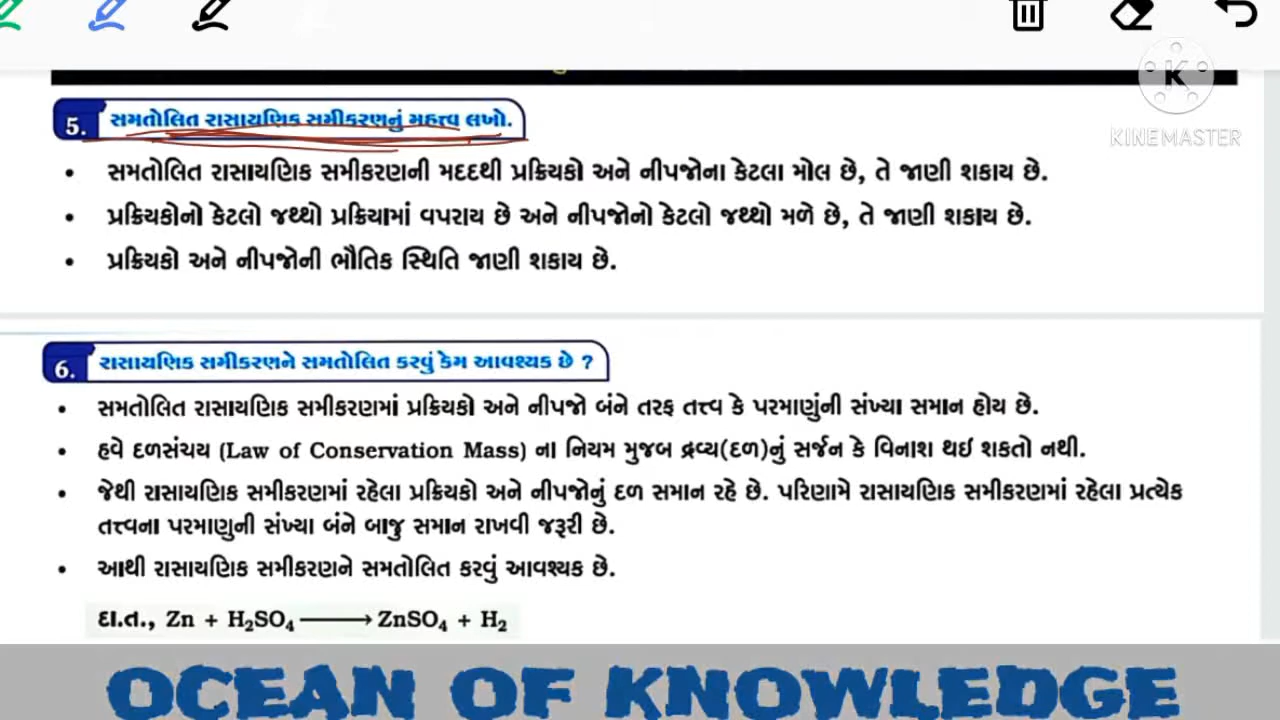 KINEMASTER
5. સમતોલિત રાસાયણિક સમીકરણનું મહત્ત્વ લખો.
• સમતોલિત રાસાયણિક સમીકરણની મદદથી પ્રક્રિયકો અને નીપજોના કેટલા મોલ છે, તે જાણી શકાય છે.
• પ્રક્રિયકોનો કેટલો જથ્થો પ્રક્રિયામાં વપરાય છે અને નીપજોનો કેટલો જથ્થો મળે છે, તે જાણી શકાય છે.
• પ્રક્રિયકો અને નીપજોની ભૌતિક સ્થિતિ જાણી શકાય છે.
6. રાસાયણિક સમીકરણને સમતોલિત કરવું કેમ આવશ્યક છે ?
• સમતોલિત રાસાયણિક સમીકરણમાં પ્રક્રિયકો અને નીપજો બંને તરફ તત્ત્વ કે પરમાણુંની સંખ્યા સમાન હોય છે.
• હવે દળસંચય (Law of Conservation Mass) ના નિયમ મુજબ દ્રવ્ય(દળ)નું સર્જન કે વિનાશ થઈ શકતો નથી.
• જેથી રાસાયણિક સમીકરણમાં રહેલા પ્રક્રિયકો અને નીપજોનું દળ સમાન રહે છે. પરિણામે રાસાયણિક સમીકરણમાં રહેલા પ્રત્યેક
તત્ત્વના પરમાણુની સંખ્યા બંને બાજુ સમાન રાખવી જરૂરી છે.
• આથી રાસાયણિક સમીકરણને સમતોલિત કરવું આવશ્યક છે.
દા.ત., Zn + H₂SO₄ ⟶ ZnSO₄ + H₂
OCEAN OF KNOWLEDGE